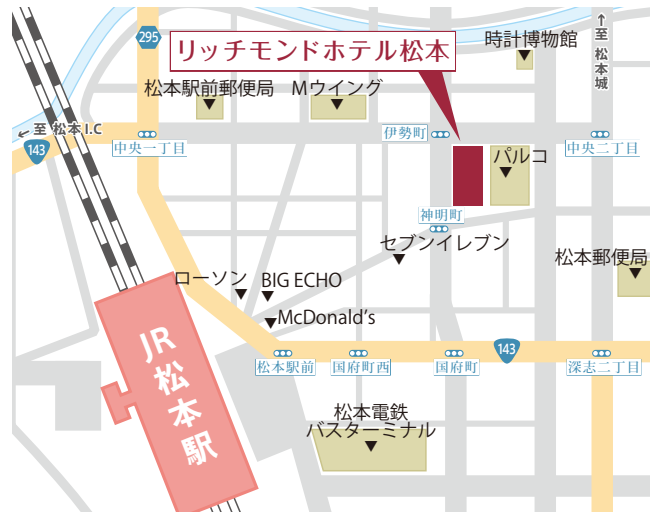 ↑至 松本城
295
リッチモンドホテル松本
時計博物館
松本駅前郵便局
Mウイング
←至 松本I.C
143
中央一丁目
伊勢町
中央二丁目
パルコ
神明町
セブンイレブン
松本郵便局
ローソン
BIG ECHO
McDonald's
JR松本駅
松本駅前
国府町西
国府町
143
深志二丁目
松本電鉄
バスターミナル